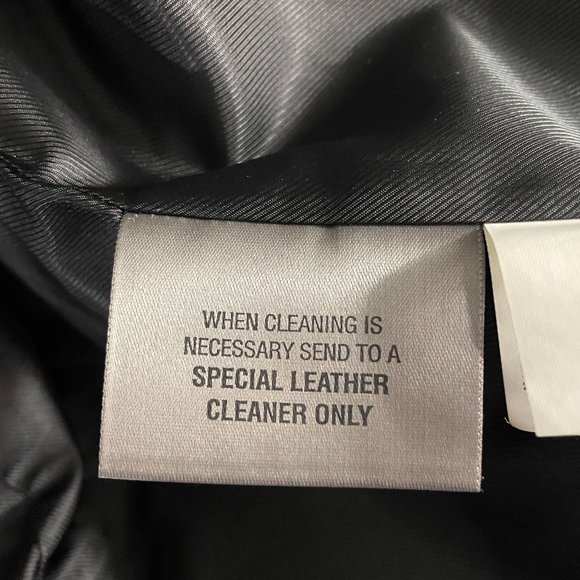 WHEN CLEANING IS
NECESSARY SEND TO A
SPECIAL LEATHER
CLEANER ONLY